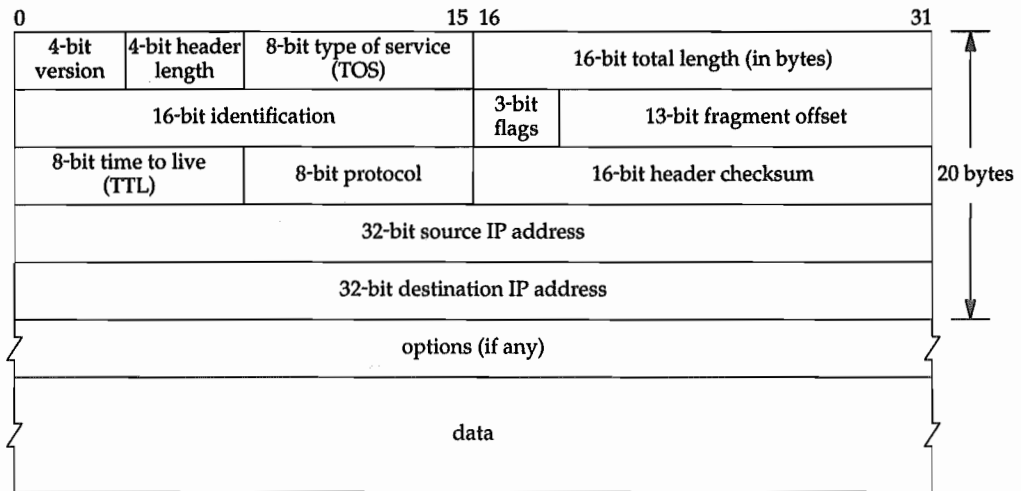 0 15 16 31
4-bit version 4-bit header length 8-bit type of service (TOS) 16-bit total length (in bytes)
16-bit identification 3-bit flags 13-bit fragment offset
8-bit time to live (TTL) 8-bit protocol 16-bit header checksum
20 bytes
32-bit source IP address
32-bit destination IP address
options (if any)
data